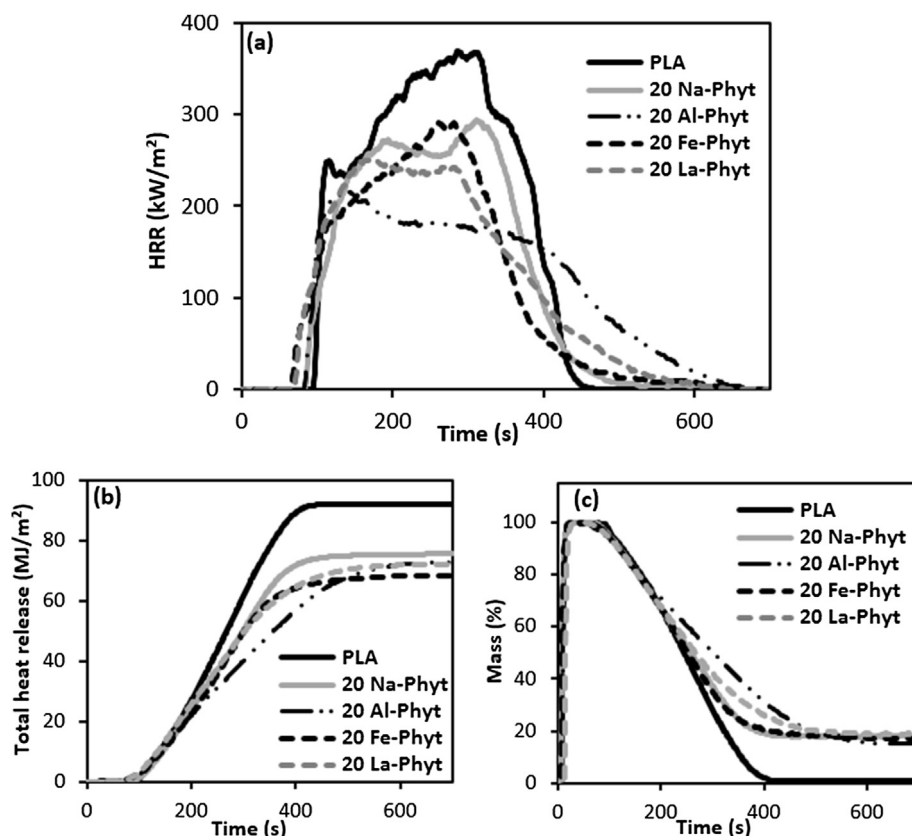 (a)
400
300
200
100
0
HRR (kW/m²)
PLA
20 Na-Phyt
20 Al-Phyt
20 Fe-Phyt
20 La-Phyt
0 200 400 600
Time (s)
(b)
100
80
60
40
20
0
Total heat release (MJ/m²)
PLA
20 Na-Phyt
20 Al-Phyt
20 Fe-Phyt
20 La-Phyt
0 200 400 600
Time (s)
(c)
100
80
60
40
20
0
Mass (%)
PLA
20 Na-Phyt
20 Al-Phyt
20 Fe-Phyt
20 La-Phyt
0 200 400 600
Time (s)